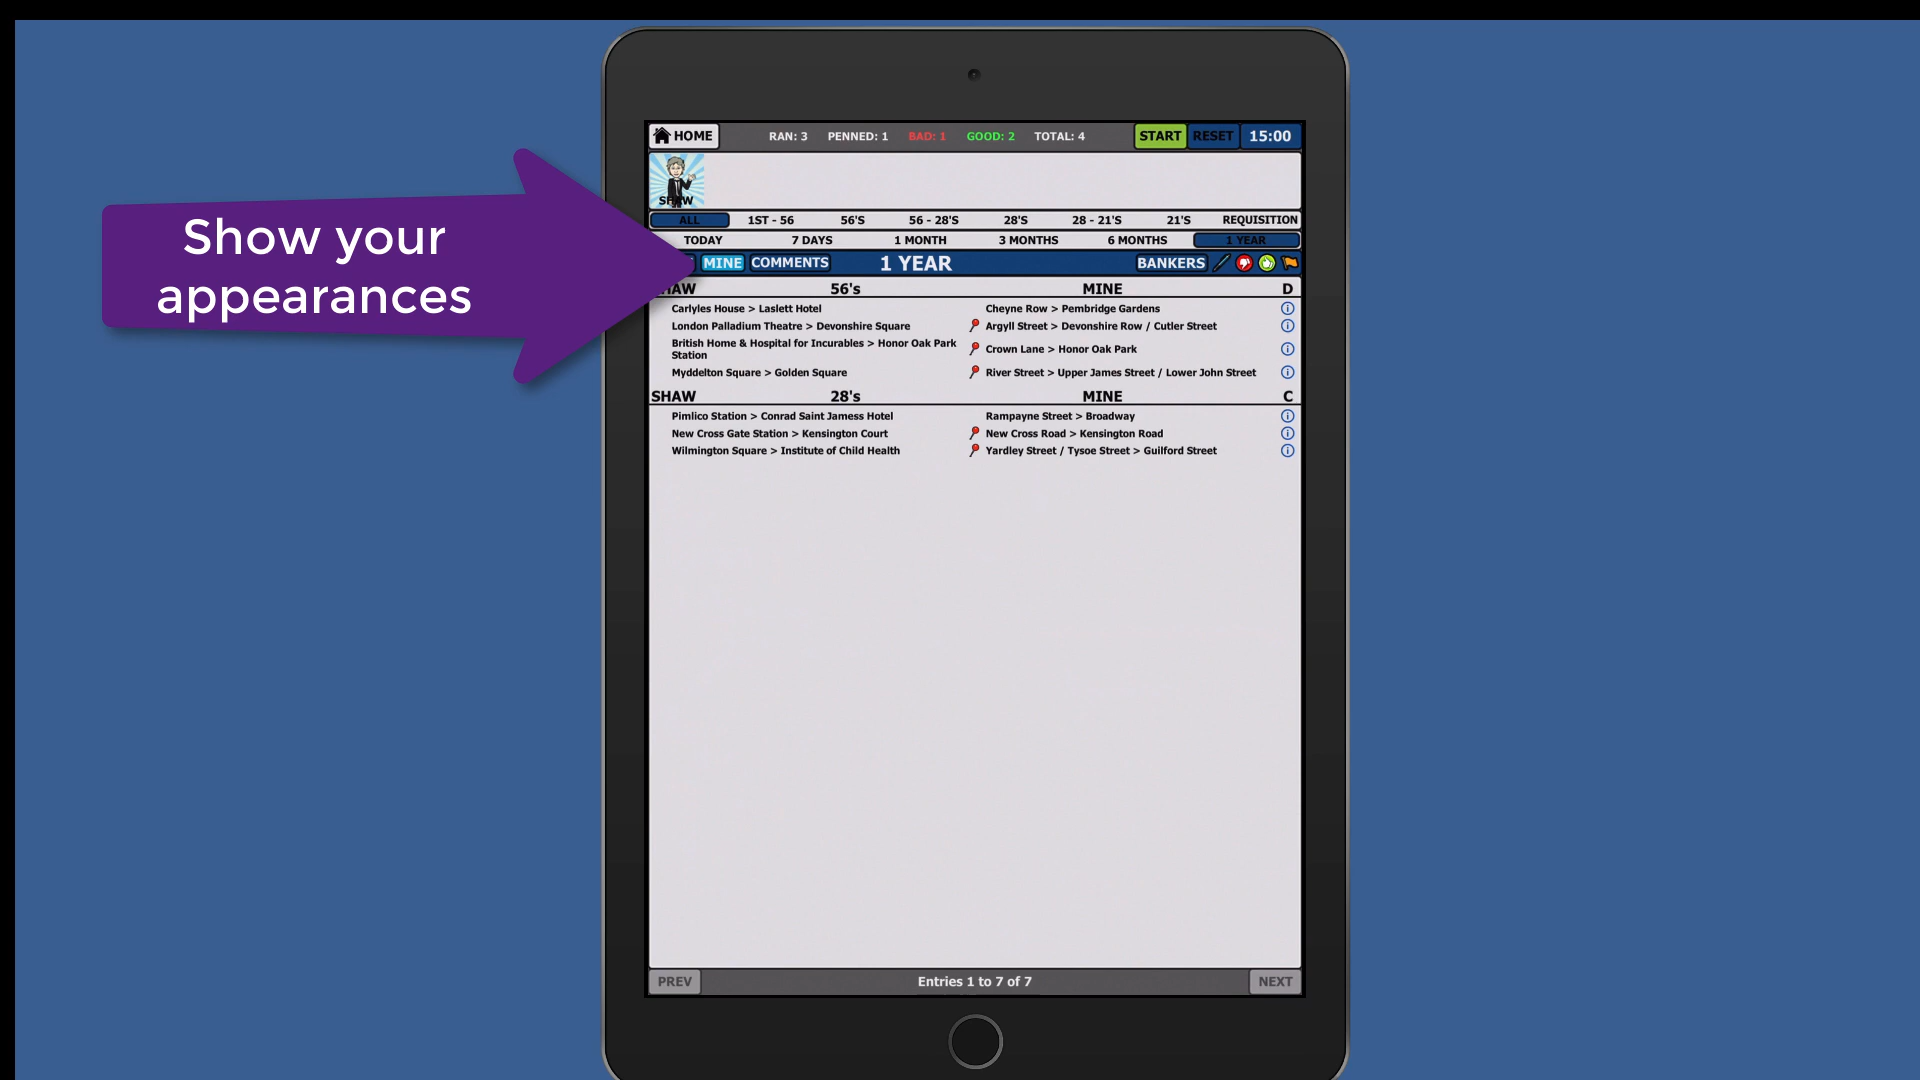 HOME RAN: 3 PENNED: 1 BAD: 1 GOOD: 2 TOTAL: 4 START RESET 15:00
SHAW
Show your
appearances
ALL 1ST - 56 56'S 56 - 28'S 28'S 28 - 21'S 21'S REQUISITION
TODAY 7 DAYS 1 MONTH 3 MONTHS 6 MONTHS 1 YEAR
MINE COMMENTS 1 YEAR BANKERS
56's MINE D
Carlyles House > Laslett Hotel Cheyne Row > Pembridge Gardens
London Palladium Theatre > Devonshire Square Argyll Street > Devonshire Row / Cutler Street
British Home & Hospital for Incurables > Honor Oak Park
Station Crown Lane > Honor Oak Park
Myddelton Square > Golden Square River Street > Upper James Street / Lower John Street
SHAW 28's MINE C
Pimlico Station > Conrad Saint Jamess Hotel Rampayne Street > Broadway
New Cross Gate Station > Kensington Court New Cross Road > Kensington Road
Wilmington Square > Institute of Child Health Yardley Street / Tysoe Street > Guilford Street
PREV Entries 1 to 7 of 7 NEXT